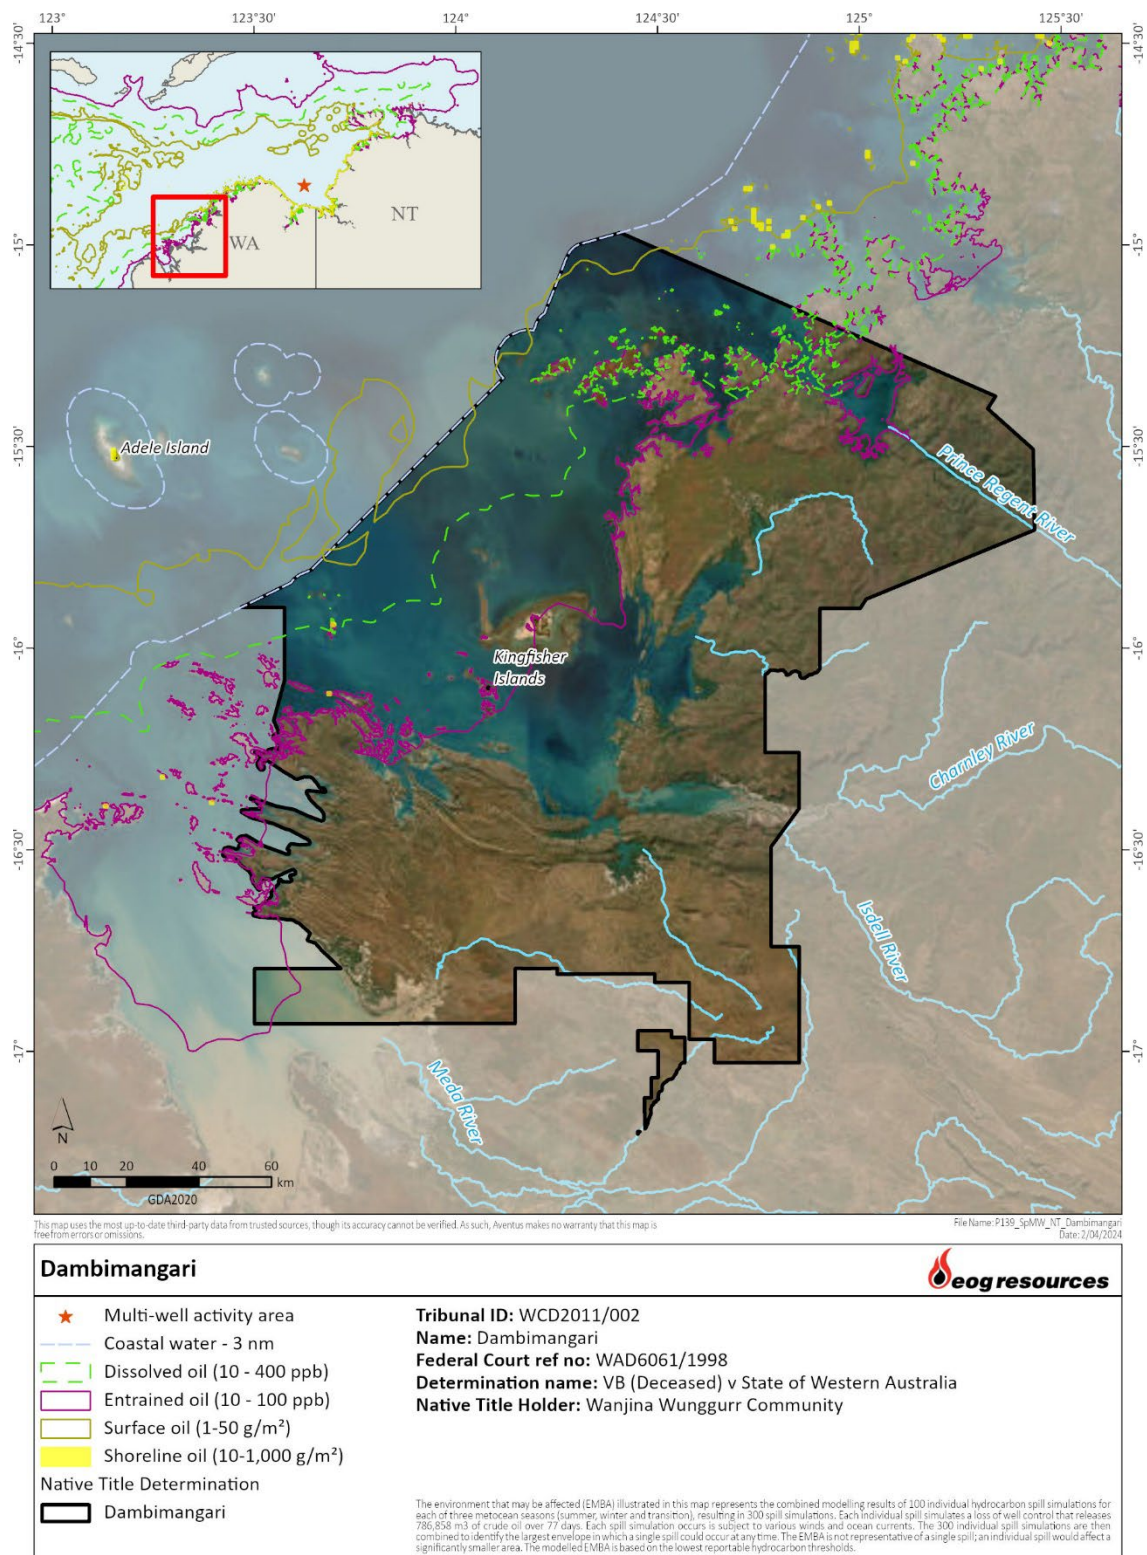 123° 123°30' 124° 124°30' 125° 125°30'
-14°30' -14°30'
NT
WA
-15° -15°
Adele Island
-15°30' -15°30'
Prince Regent River
-16° -16°
Kingfisher
Islands
Charnley River
-16°30' -16°30'
Isdell River
-17° -17°
Meda River
N
0 10 20 40 60
km
GDA2020
This map uses the most up-to-date third-party data from trusted sources, though its accuracy cannot be verified. As such, Aventus makes no warranty that this map is
free from errors or omissions.
File Name: P139_SpMW_NT_Dambimangari
Date: 2/04/2024
Dambimangari
eog resources
Multi-well activity area
Coastal water - 3 nm
Dissolved oil (10 - 400 ppb)
Entrained oil (10 - 100 ppb)
Surface oil (1-50 g/m²)
Shoreline oil (10-1,000 g/m²)
Native Title Determination
Dambimangari
Tribunal ID: WCD2011/002
Name: Dambimangari
Federal Court ref no: WAD6061/1998
Determination name: VB (Deceased) v State of Western Australia
Native Title Holder: Wanjina Wunggurr Community
The environment that may be affected (EMBA) illustrated in this map represents the combined modelling results of 100 individual hydrocarbon spill simulations for
each of three metocean seasons (summer, winter and transition), resulting in 300 spill simulations. Each individual spill simulates a loss of well control that releases
786,858 m3 of crude oil over 77 days. Each spill simulation occurs is subject to various winds and ocean currents. The 300 individual spill simulations are then
combined to identify the largest envelope in which a single spill could occur at any time. The EMBA is not representative of a single spill; an individual spill would affect a
significantly smaller area. The modelled EMBA is based on the lowest reportable hydrocarbon thresholds.